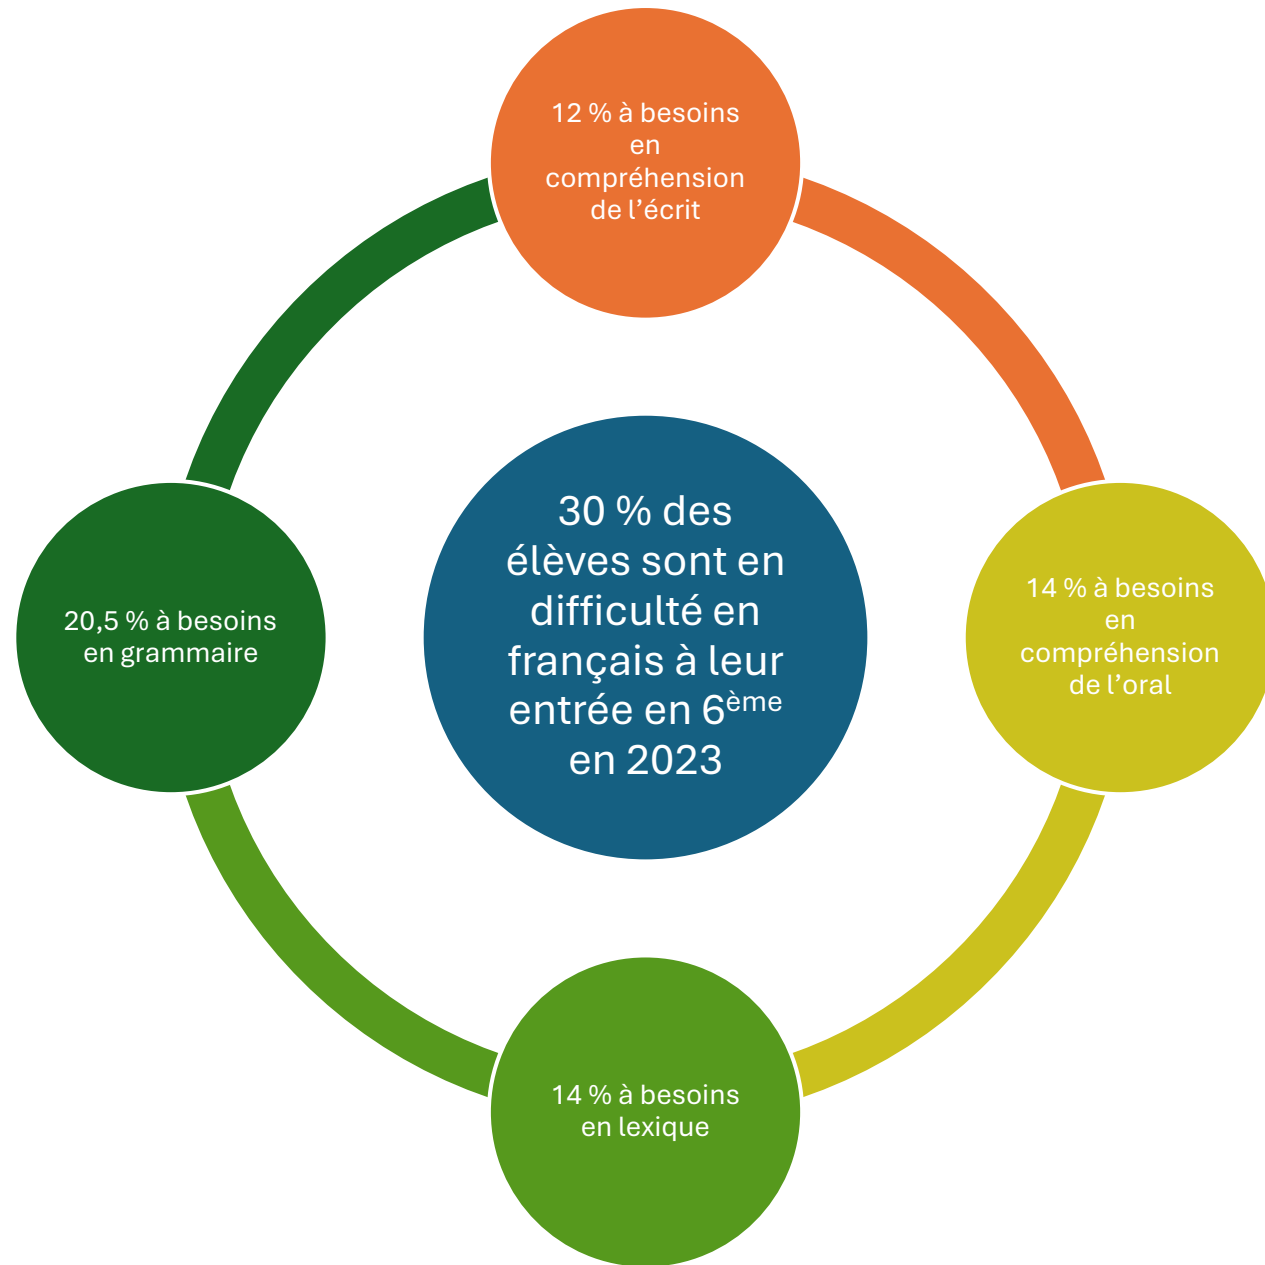 12 % à besoins
en
compréhension
de l’écrit
30 % des
élèves sont en
difficulté en
français à leur
entrée en 6ème
en 2023
14 % à besoins
en
compréhension
de l’oral
20,5 % à besoins
en grammaire
14 % à besoins
en lexique